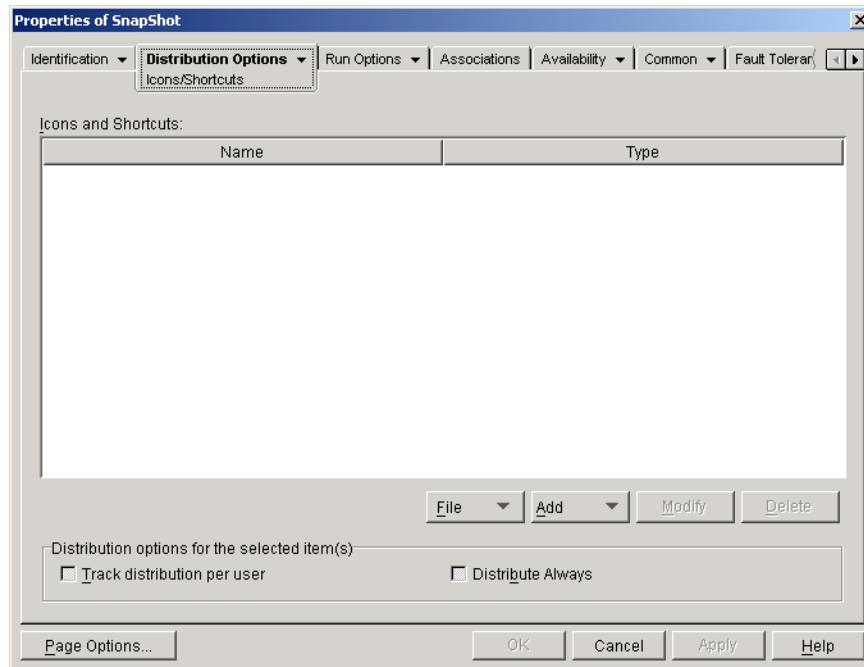 Properties of SnapShot
Identification Distribution Options Run Options Associations Availability Common Fault Toleran
Icons/Shortcuts
Icons and Shortcuts:
Name Type
File Add Modify Delete
Distribution options for the selected item(s)
Track distribution per user Distribute Always
Page Options... OK Cancel Apply Help